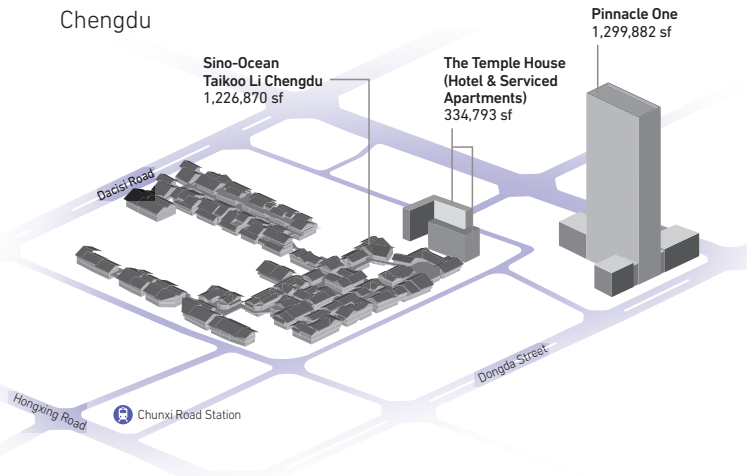 Chengdu
Pinnacle One
1,299,882 sf
Sino-Ocean
Taikoo Li Chengdu
1,226,870 sf
The Temple House
(Hotel & Serviced
Apartments)
334,793 sf
Dacisi Road
Dongda Street
Hongxing Road
Chunxi Road Station